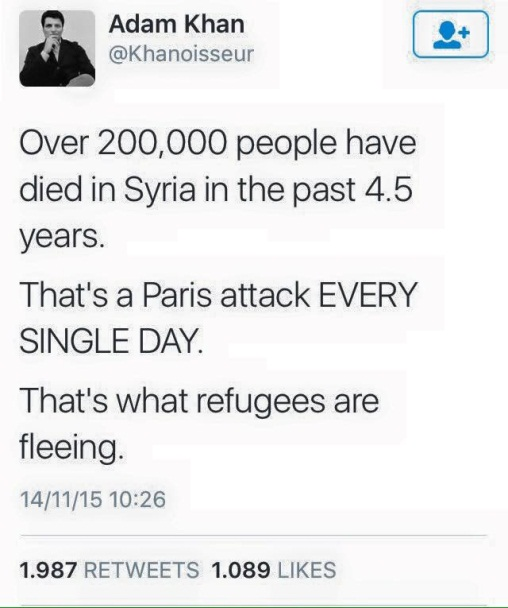 Adam Khan
@Khanoisseur
Over 200,000 people have
died in Syria in the past 4.5
years.
That's a Paris attack EVERY
SINGLE DAY.
That's what refugees are
fleeing.
14/11/15 10:26
1.987 RETWEETS 1.089 LIKES